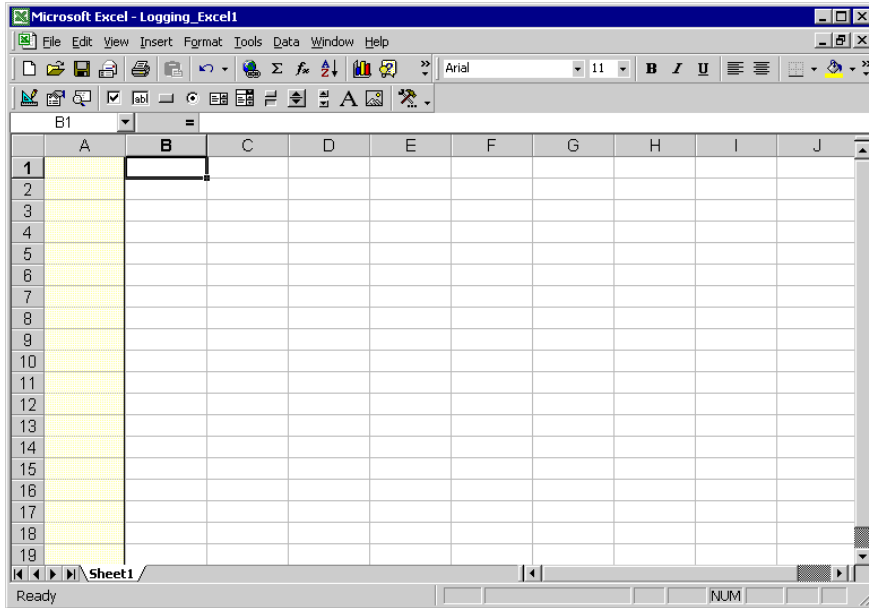 Microsoft Excel - Logging_Excel1
File Edit View Insert Format Tools Data Window Help
Arial 11 B I U
abl A
B1 =
A B C D E F G H I J
1
2
3
4
5
6
7
8
9
10
11
12
13
14
15
16
17
18
19
Sheet1
Ready NUM